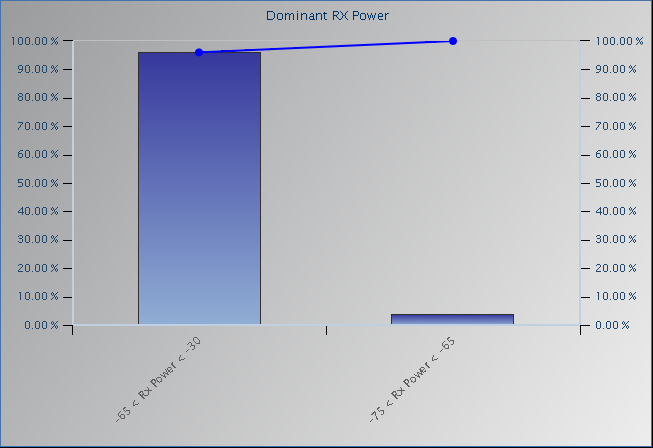 Dominant RX Power
100.00 % 100.00 %
90.00 % 90.00 %
80.00 % 80.00 %
70.00 % 70.00 %
60.00 % 60.00 %
50.00 % 50.00 %
40.00 % 40.00 %
30.00 % 30.00 %
20.00 % 20.00 %
10.00 % 10.00 %
0.00 % 0.00 %
-65 < Rx Power < -30
-75 < Rx Power < -65